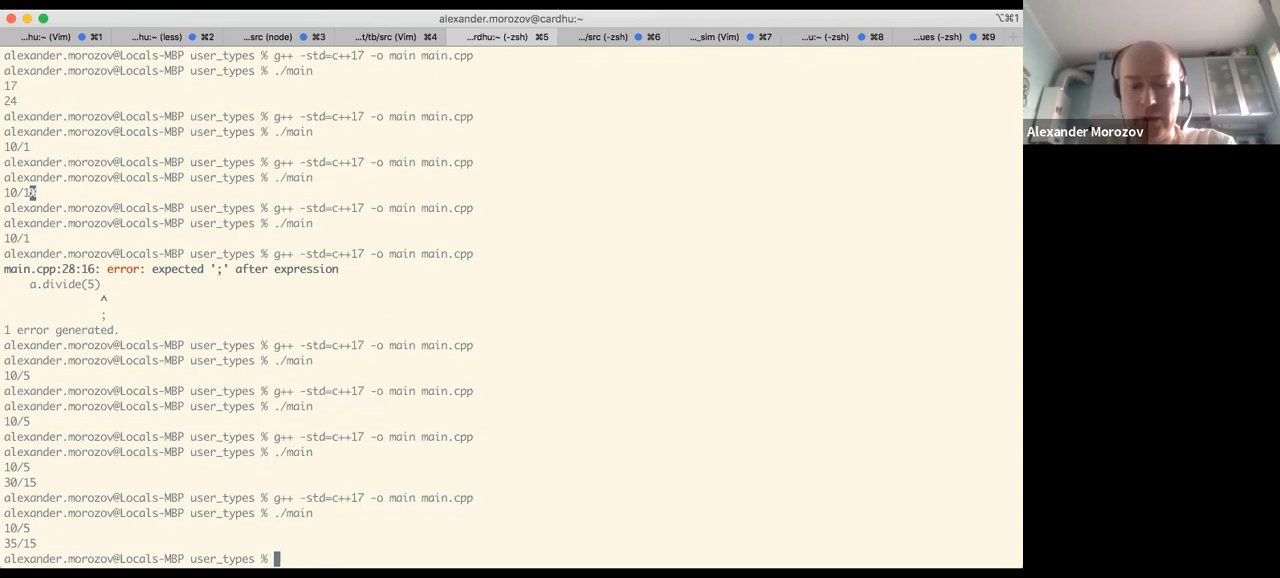 alexander.morozov@cardhu:~
⌥⌘1
...hu:~ (Vim) ⌘1 ...hu:~ (less) ⌘2 ...src (node) ⌘3 ...t/tb/src (Vim) ⌘4 ...rdhu:~ (-zsh) ⌘5 .../src (-zsh) ⌘6 ..._sim (Vim) ⌘7 ...u:~ (-zsh) ⌘8 ...ues (-zsh) ⌘9
alexander.morozov@Locals-MBP user_types % g++ -std=c++17 -o main main.cpp
alexander.morozov@Locals-MBP user_types % ./main
17
24
alexander.morozov@Locals-MBP user_types % g++ -std=c++17 -o main main.cpp
alexander.morozov@Locals-MBP user_types % ./main
10/1
alexander.morozov@Locals-MBP user_types % g++ -std=c++17 -o main main.cpp
alexander.morozov@Locals-MBP user_types % ./main
10/1%
alexander.morozov@Locals-MBP user_types % g++ -std=c++17 -o main main.cpp
alexander.morozov@Locals-MBP user_types % ./main
10/1
alexander.morozov@Locals-MBP user_types % g++ -std=c++17 -o main main.cpp
main.cpp:28:16: error: expected ';' after expression
a.divide(5)
^
;
1 error generated.
alexander.morozov@Locals-MBP user_types % g++ -std=c++17 -o main main.cpp
alexander.morozov@Locals-MBP user_types % ./main
10/5
alexander.morozov@Locals-MBP user_types % g++ -std=c++17 -o main main.cpp
alexander.morozov@Locals-MBP user_types % ./main
10/5
alexander.morozov@Locals-MBP user_types % g++ -std=c++17 -o main main.cpp
alexander.morozov@Locals-MBP user_types % ./main
10/5
30/15
alexander.morozov@Locals-MBP user_types % g++ -std=c++17 -o main main.cpp
alexander.morozov@Locals-MBP user_types % ./main
10/5
35/15
alexander.morozov@Locals-MBP user_types %
Alexander Morozov